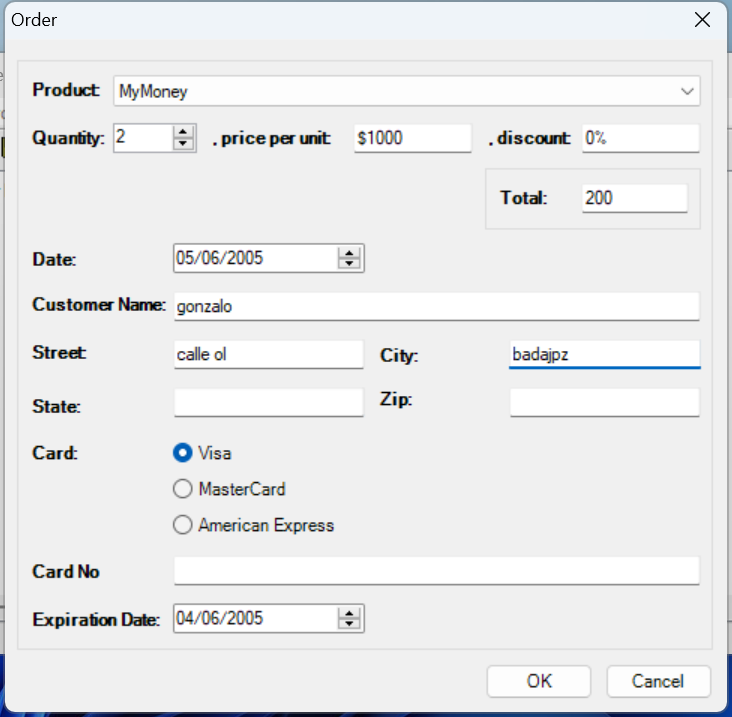 Order
Product: MyMoney
Quantity: 2 . price per unit: $1000 . discount: 0%
Total: 200
Date: 05/06/2005
Customer Name: gonzalo
Street: calle ol City: badajpz
State: Zip:
Card: Visa
MasterCard
American Express
Card No
Expiration Date: 04/06/2005
OK Cancel